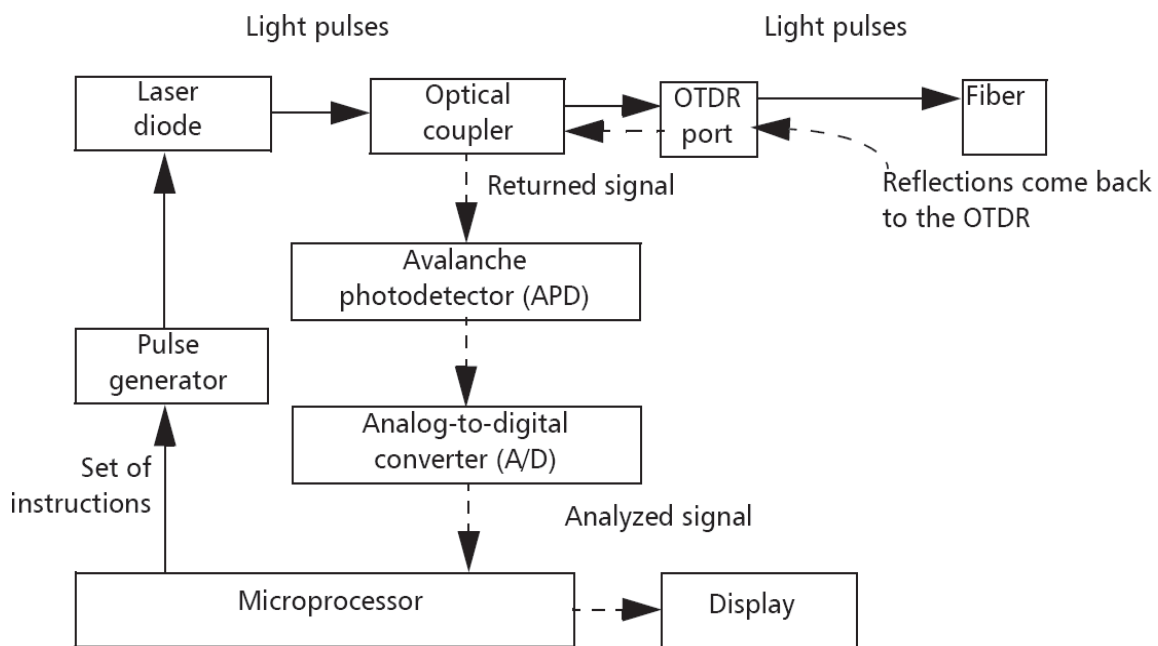 Light pulses
Light pulses
Laser
diode
Optical
coupler
OTDR
port
Fiber
Returned signal
Reflections come back
to the OTDR
Avalanche
photodetector (APD)
Pulse
generator
Analog-to-digital
converter (A/D)
Set of
instructions
Analyzed signal
Microprocessor
Display